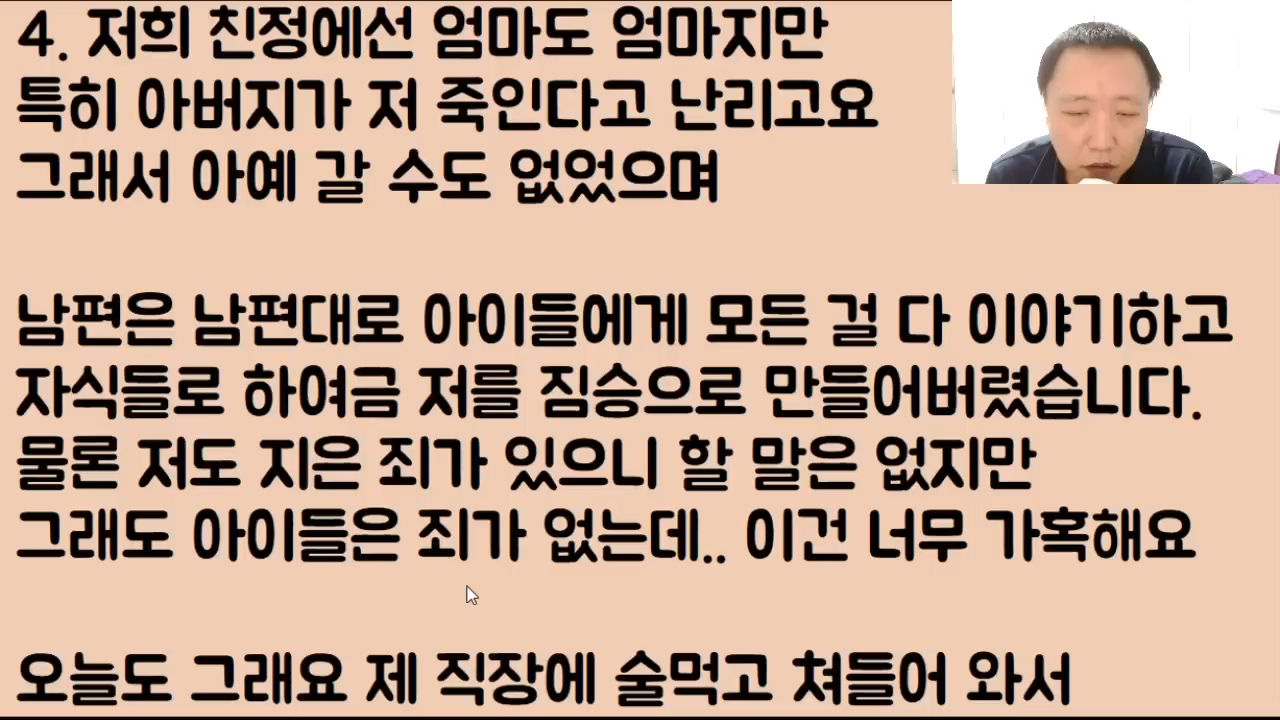 4. 저희 친정에선 엄마도 엄마지만
특히 아버지가 저 죽인다고 난리고요
그래서 아예 갈 수도 없었으며
남편은 남편대로 아이들에게 모든 걸 다 이야기하고
자식들로 하여금 저를 짐승으로 만들어버렸습니다.
물론 저도 지은 죄가 있으니 할 말은 없지만
그래도 아이들은 죄가 없는데.. 이건 너무 가혹해요
오늘도 그래요 제 직장에 술먹고 쳐들어 와서